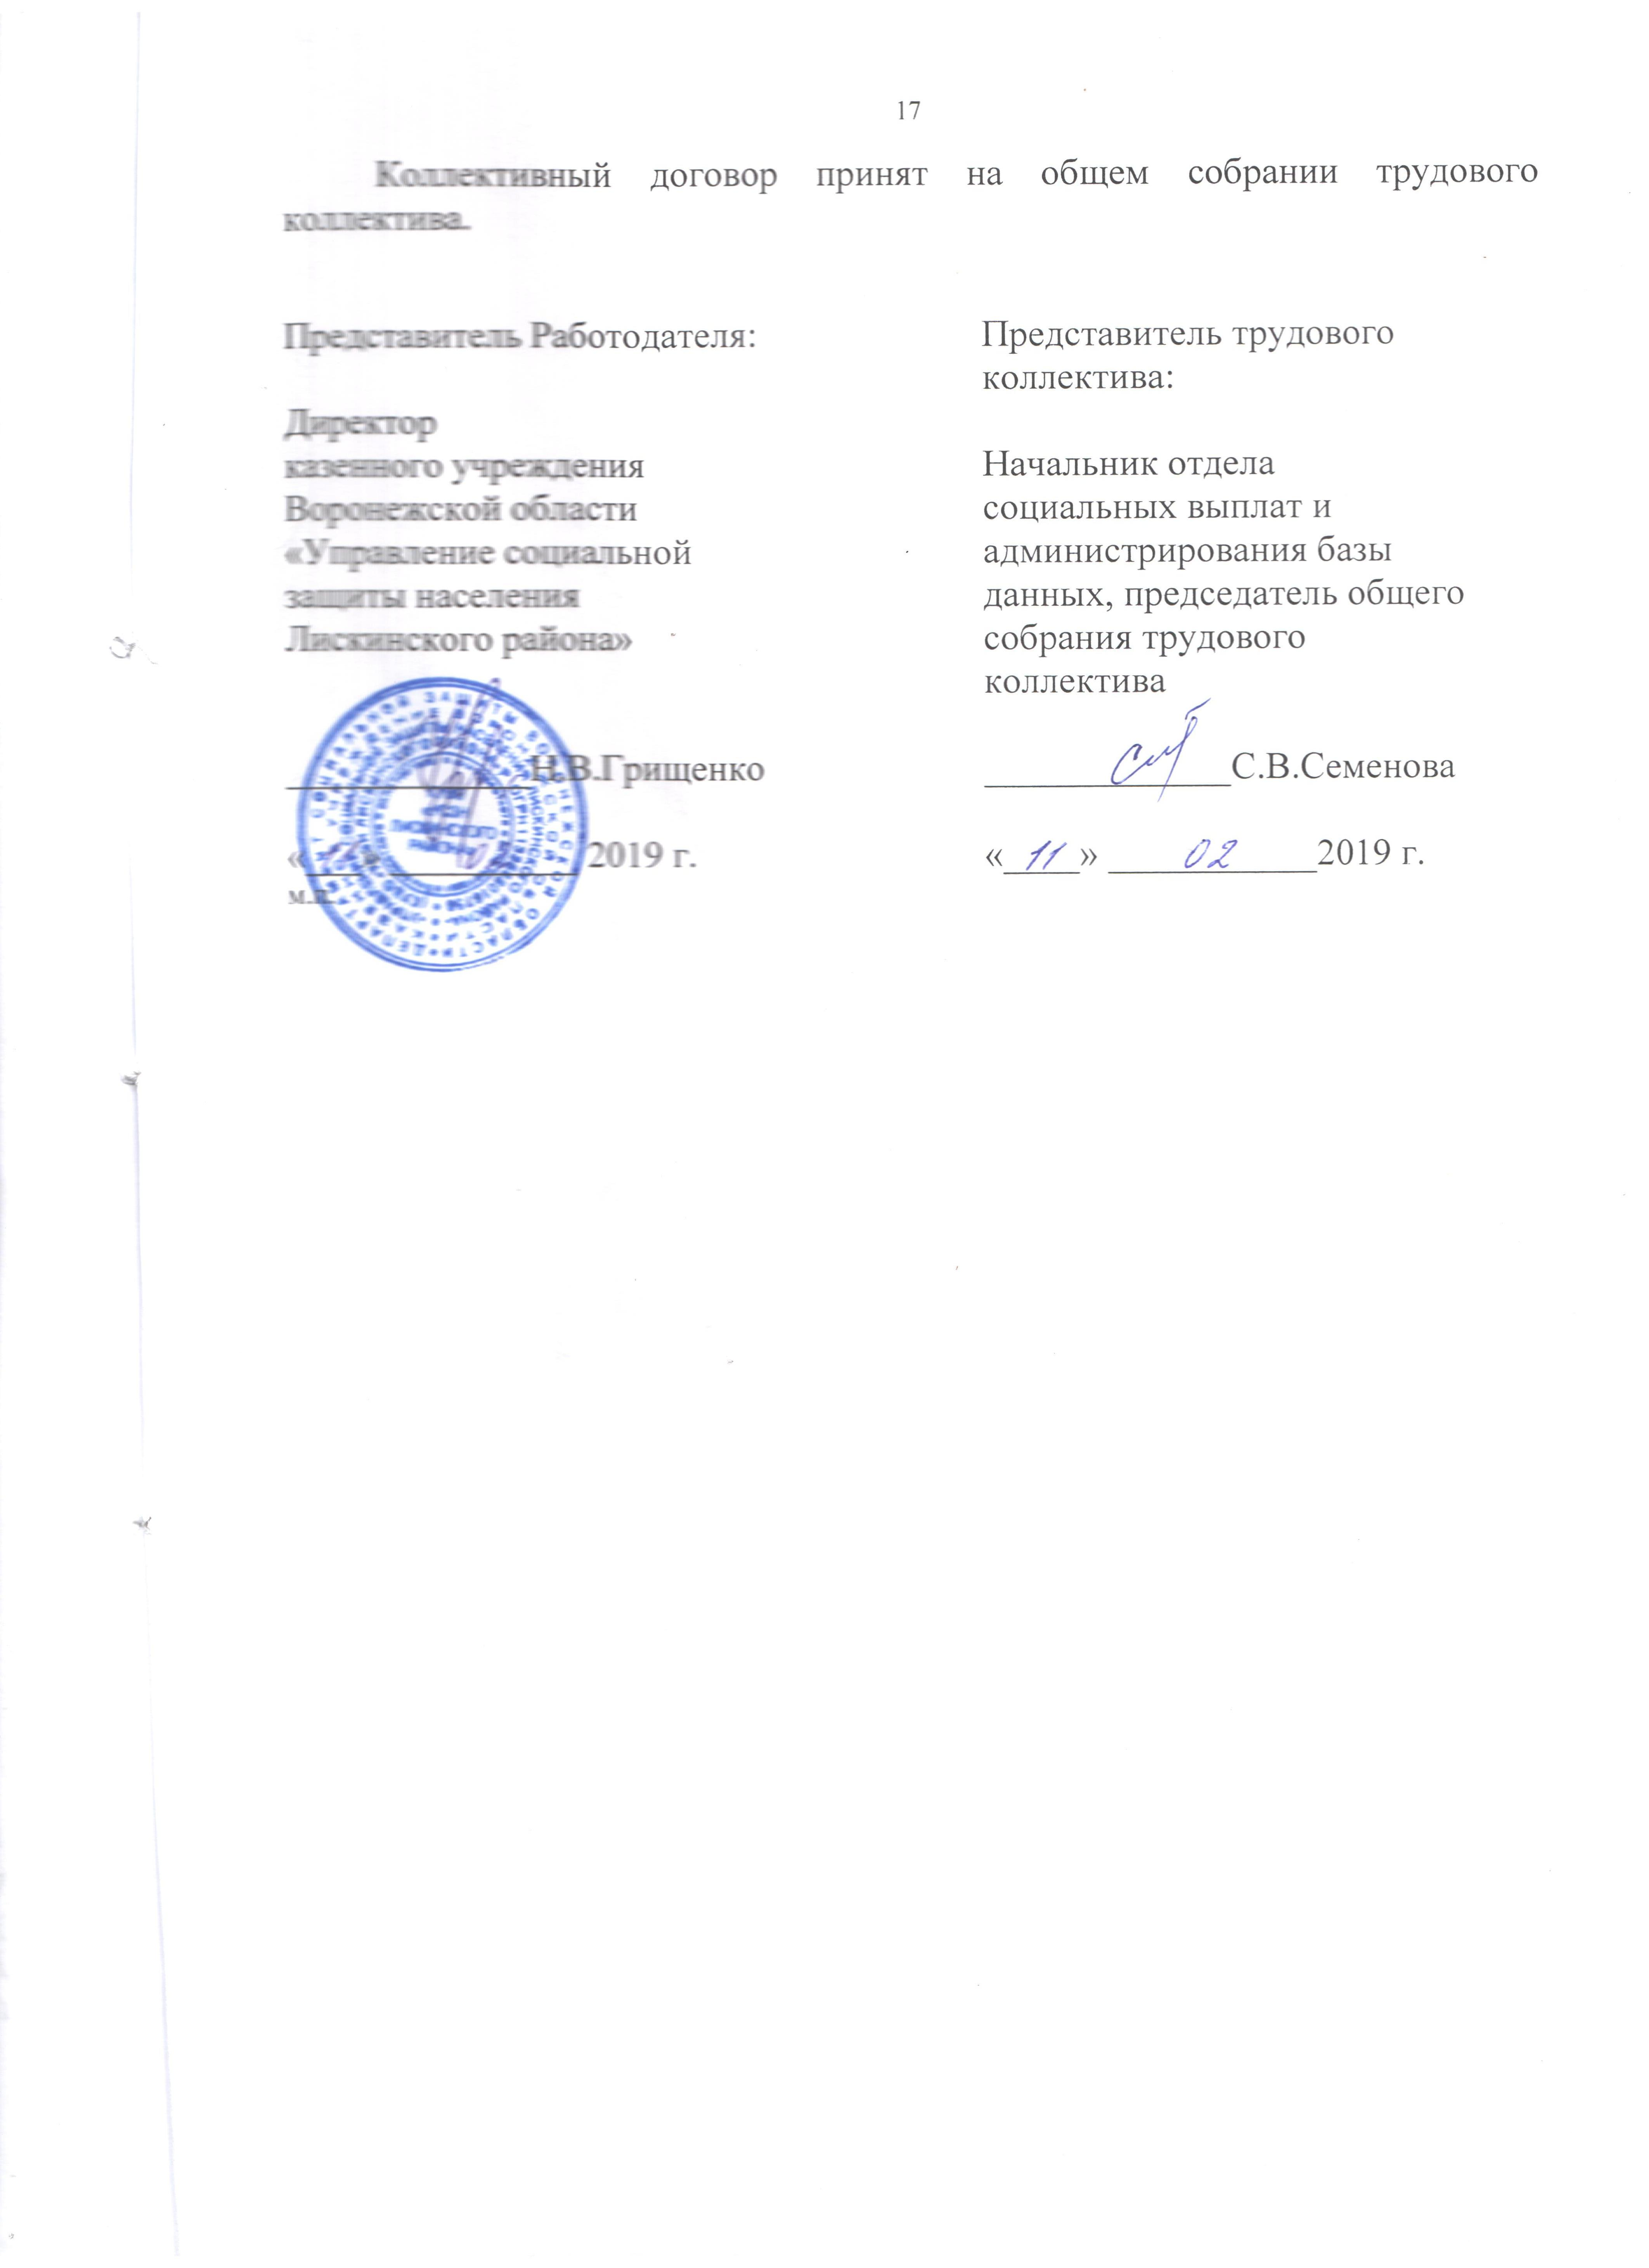 17
Коллективный договор принят на общем собрании трудового
коллектива.
Представитель Работодателя:
Директор
казенного учреждения
Воронежской области
«Управление социальной
защиты населения
Лискинского района»
Н.В.Грищенко
« » 2019 г.
м.п.
Представитель трудового
коллектива:
Начальник отдела
социальных выплат и
администрирования базы
данных, председатель общего
собрания трудового
коллектива
С.В.Семенова
«11» 02 2019 г.